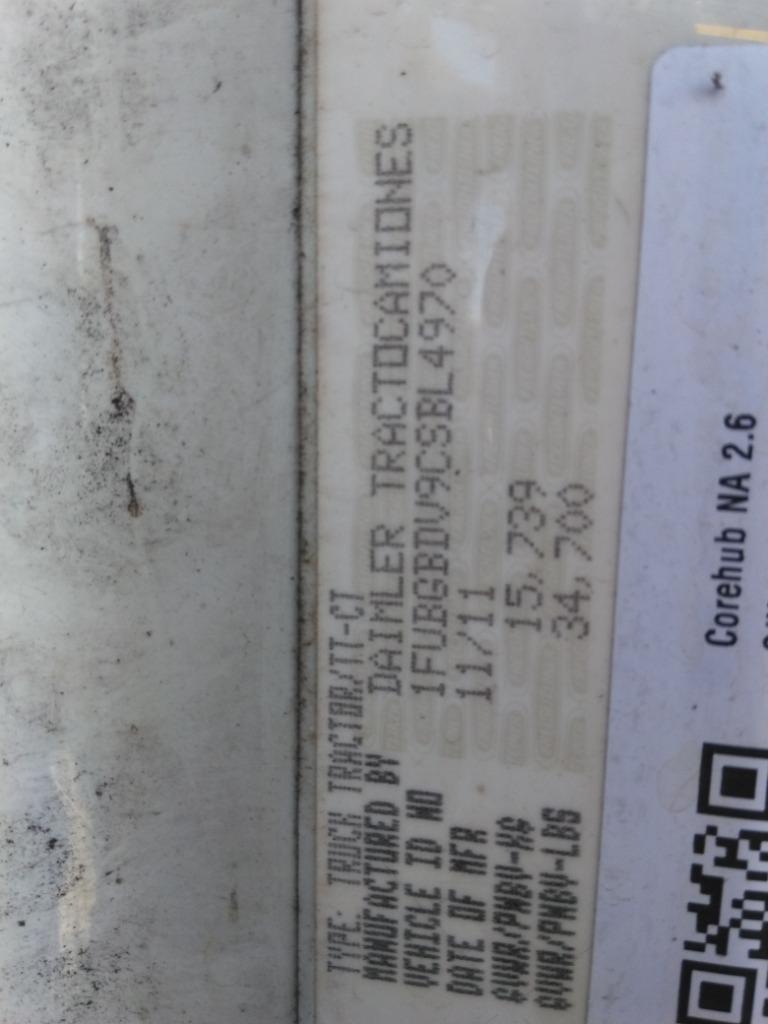 TYPE: TRUCK TRACTOR/TT-CT
MANUFACTURED BY DAIMLER TRACTOCAMIONES
VEHICLE ID NO 1FUBGBDV9CSBL4970
DATE OF MFR 11/11
GVWR/PNBV-KG 15,739
GVWR/PNBV-LBS 34,700
Corehub NA 2.6